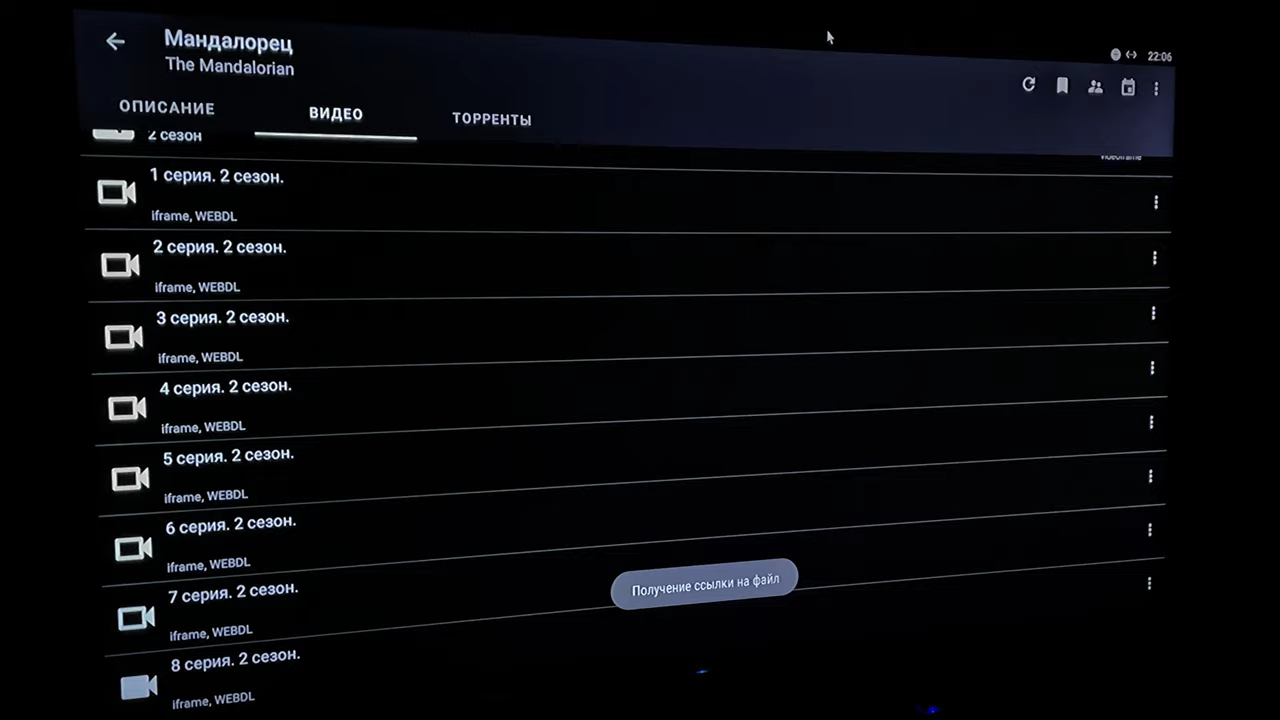 Мандалорец
The Mandalorian
22:06
ОПИСАНИЕ
ВИДЕО
ТОРРЕНТЫ
2 сезон
videoframe
1 серия. 2 сезон.
iframe, WEBDL
2 серия. 2 сезон.
iframe, WEBDL
3 серия. 2 сезон.
iframe, WEBDL
4 серия. 2 сезон.
iframe, WEBDL
5 серия. 2 сезон.
iframe, WEBDL
6 серия. 2 сезон.
iframe, WEBDL
Получение ссылки на файл
7 серия. 2 сезон.
iframe, WEBDL
8 серия. 2 сезон.
iframe, WEBDL